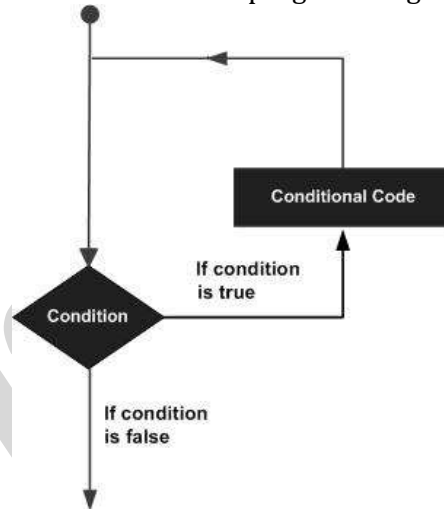 Conditional Code
If condition
is true
Condition
If condition
is false